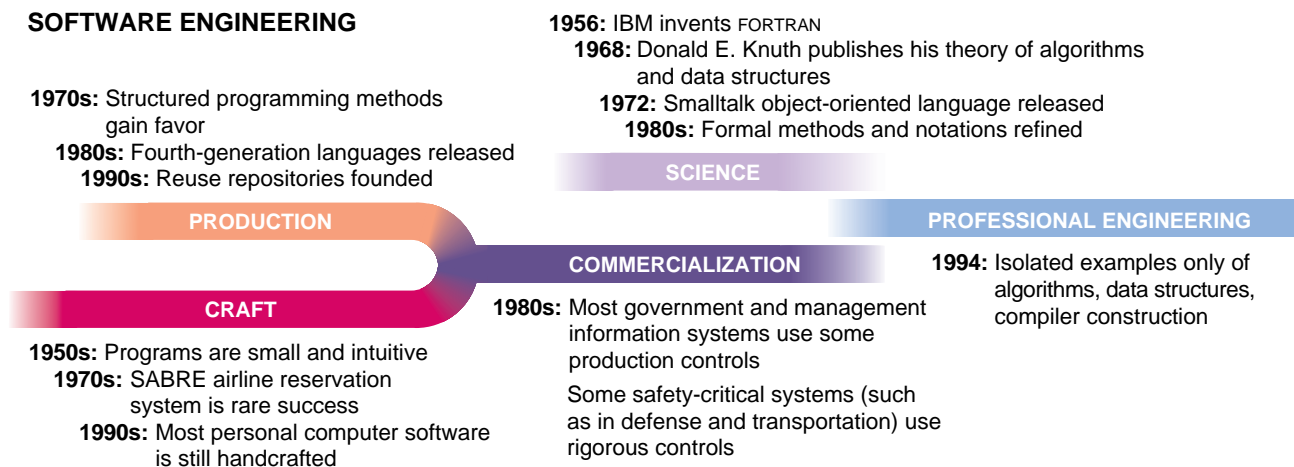 SOFTWARE ENGINEERING
1970s: Structured programming methods
gain favor
1980s: Fourth-generation languages released
1990s: Reuse repositories founded
PRODUCTION
CRAFT
1950s: Programs are small and intuitive
1970s: SABRE airline reservation
system is rare success
1990s: Most personal computer software
is still handcrafted
1956: IBM invents FORTRAN
1968: Donald E. Knuth publishes his theory of algorithms
and data structures
1972: Smalltalk object-oriented language released
1980s: Formal methods and notations refined
SCIENCE
COMMERCIALIZATION
1980s: Most government and management
information systems use some
production controls
Some safety-critical systems (such
as in defense and transportation) use
rigorous controls
PROFESSIONAL ENGINEERING
1994: Isolated examples only of
algorithms, data structures,
compiler construction